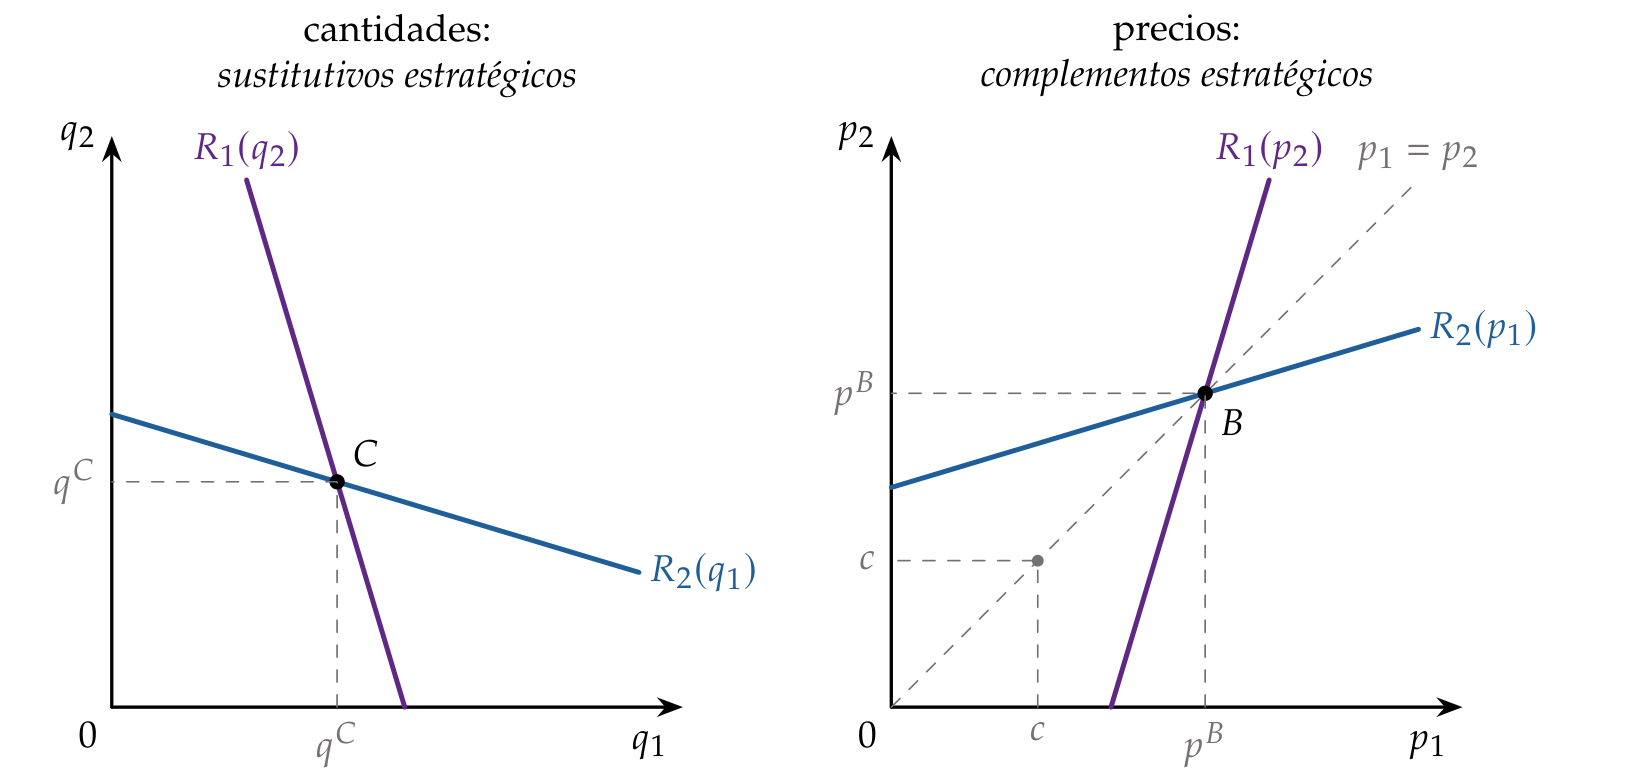 cantidades:
sustitutivos estratégicos
q₂
R₁(q₂)
C
qᶜ
R₂(q₁)
0
qᶜ
q₁
precios:
complementos estratégicos
p₂
R₁(p₂)
p₁ = p₂
R₂(p₁)
pᴮ
B
c
0
c
pᴮ
p₁